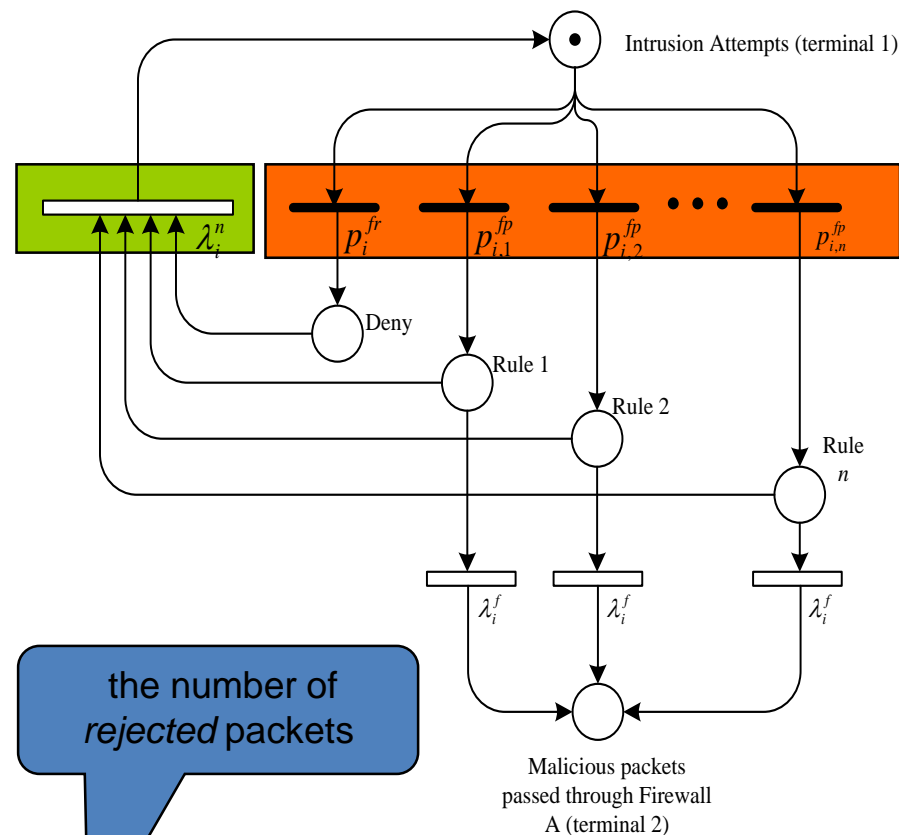 Intrusion Attempts (terminal 1)
λ_i^n
p_i^{fr}
p_{i,1}^{fp}
p_{i,2}^{fp}
• • •
p_{i,n}^{fp}
Deny
Rule 1
Rule 2
Rule
n
λ_i^f
λ_i^f
λ_i^f
the number of
rejected packets
Malicious packets
passed through Firewall
A (terminal 2)